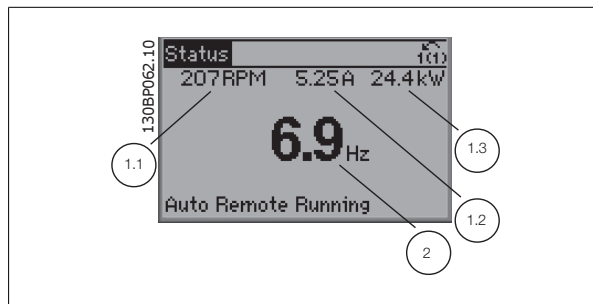 130BP062.10
Status
1(1)
207RPM 5.25A 24.4kW
6.9Hz
Auto Remote Running
1.1
1.3
1.2
2